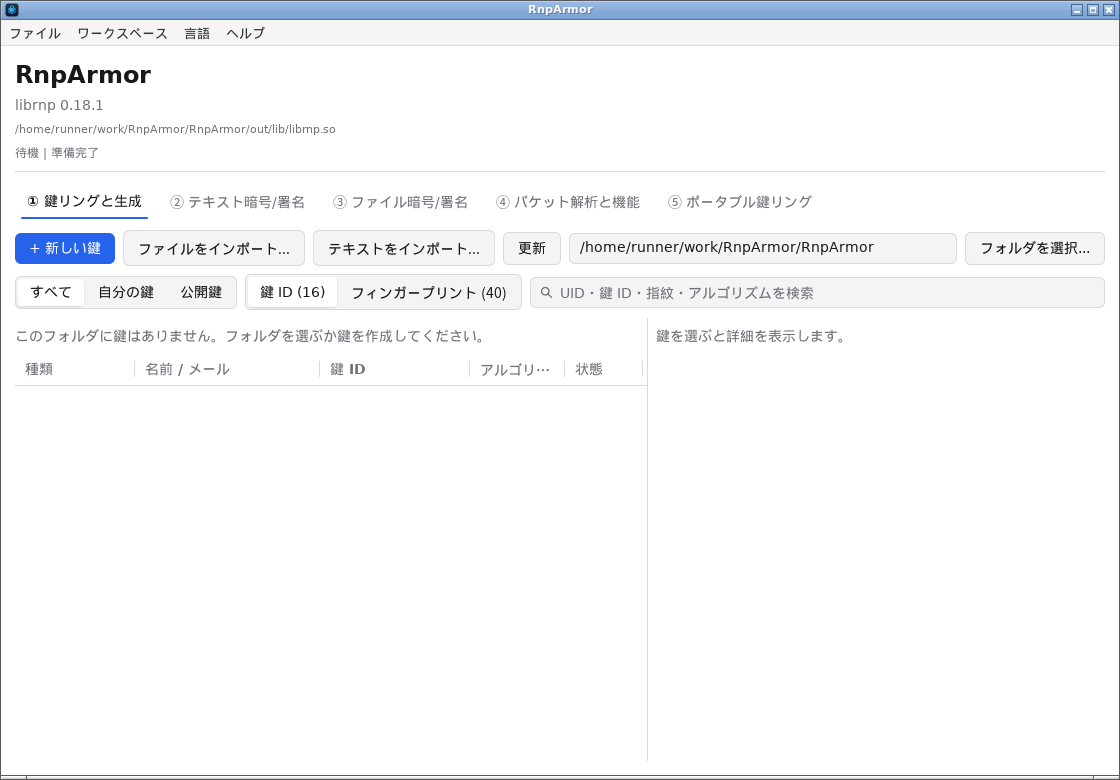 RnpArmor
ファイル ワークスペース 言語 ヘルプ
RnpArmor
librnp 0.18.1
/home/runner/work/RnpArmor/RnpArmor/out/lib/librnp.so
待機 | 準備完了
① 鍵リングと生成 ② テキスト暗号/署名 ③ ファイル暗号/署名 ④ パケット解析と機能 ⑤ ポータブル鍵リング
+ 新しい鍵 ファイルをインポート... テキストをインポート... 更新 /home/runner/work/RnpArmor/RnpArmor フォルダを選択...
すべて 自分の鍵 公開鍵 鍵 ID (16) フィンガープリント (40) UID・鍵 ID・指紋・アルゴリズムを検索
このフォルダに鍵はありません。フォルダを選ぶか鍵を作成してください。 鍵を選ぶと詳細を表示します。
種類 名前 / メール 鍵 ID アルゴリ… 状態